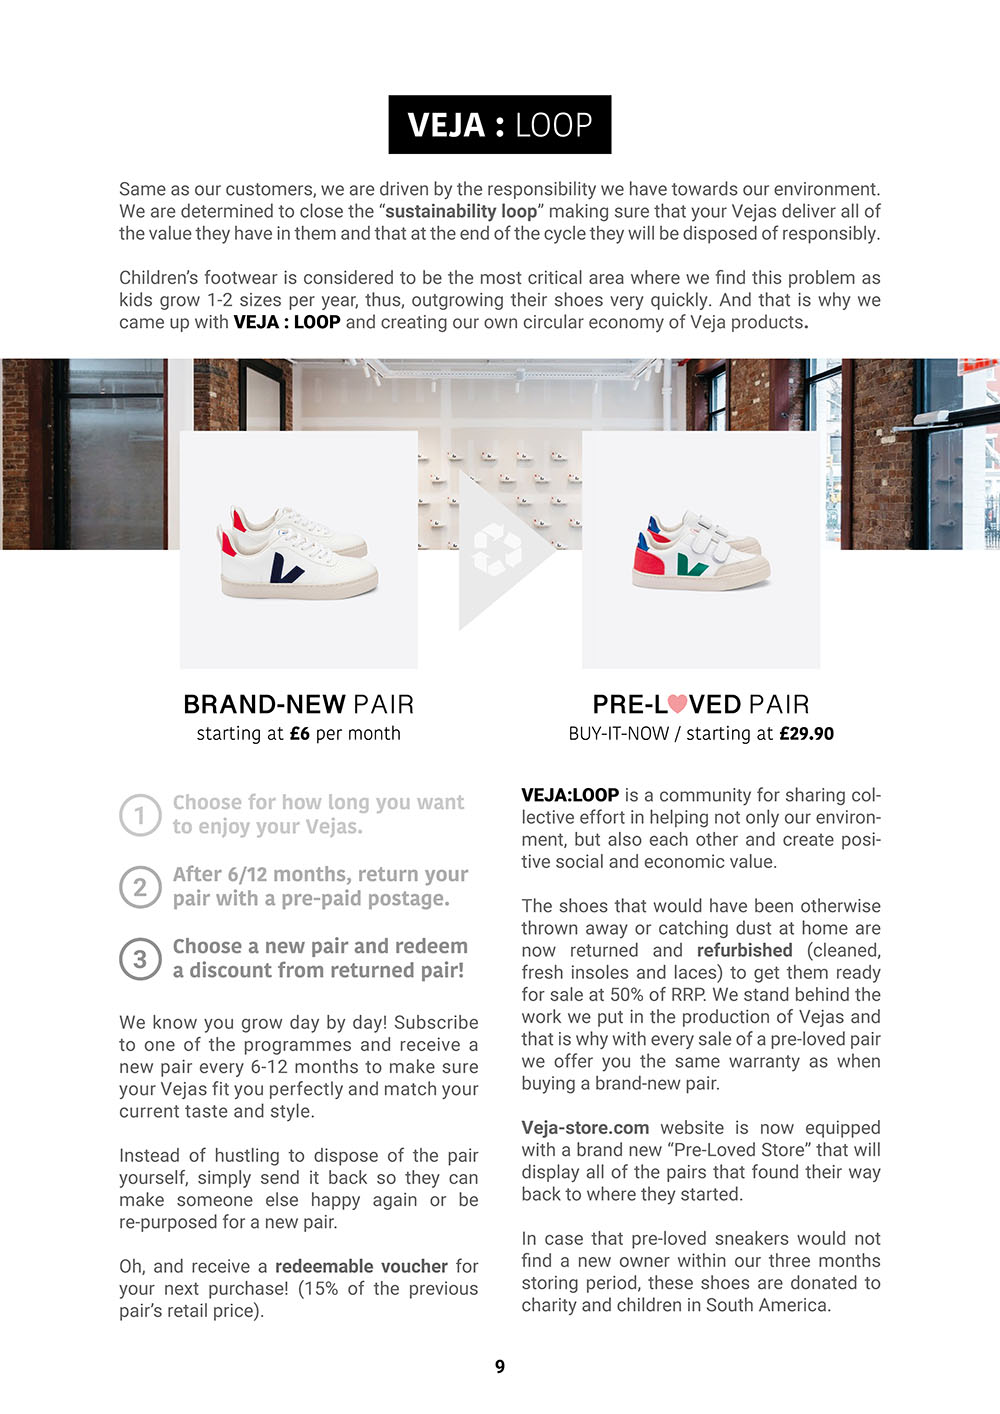 VEJA : LOOP
Same as our customers, we are driven by the responsibility we have towards our environment.
We are determined to close the “sustainability loop” making sure that your Vejas deliver all of
the value they have in them and that at the end of the cycle they will be disposed of responsibly.
Children’s footwear is considered to be the most critical area where we find this problem as
kids grow 1-2 sizes per year, thus, outgrowing their shoes very quickly. And that is why we
came up with VEJA : LOOP and creating our own circular economy of Veja products.
BRAND-NEW PAIR
starting at £6 per month
1 Choose for how long you want
to enjoy your Vejas.
2 After 6/12 months, return your
pair with a pre-paid postage.
3 Choose a new pair and redeem
a discount from returned pair!
We know you grow day by day! Subscribe
to one of the programmes and receive a
new pair every 6-12 months to make sure
your Vejas fit you perfectly and match your
current taste and style.
Instead of hustling to dispose of the pair
yourself, simply send it back so they can
make someone else happy again or be
re-purposed for a new pair.
Oh, and receive a redeemable voucher for
your next purchase! (15% of the previous
pair’s retail price).
PRE-L♥VED PAIR
BUY-IT-NOW / starting at £29.90
VEJA:LOOP is a community for sharing col-
lective effort in helping not only our environ-
ment, but also each other and create posi-
tive social and economic value.
The shoes that would have been otherwise
thrown away or catching dust at home are
now returned and refurbished (cleaned,
fresh insoles and laces) to get them ready
for sale at 50% of RRP. We stand behind the
work we put in the production of Vejas and
that is why with every sale of a pre-loved pair
we offer you the same warranty as when
buying a brand-new pair.
Veja-store.com website is now equipped
with a brand new “Pre-Loved Store” that will
display all of the pairs that found their way
back to where they started.
In case that pre-loved sneakers would not
find a new owner within our three months
storing period, these shoes are donated to
charity and children in South America.
9